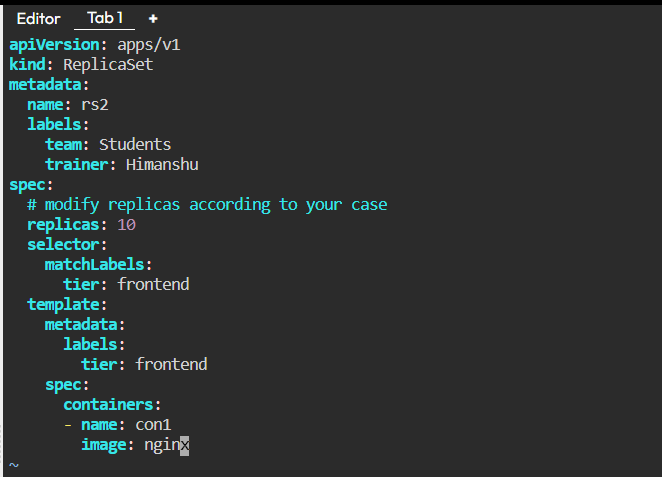 Editor Tab 1 +
apiVersion: apps/v1
kind: ReplicaSet
metadata:
  name: rs2
  labels:
    team: Students
    trainer: Himanshu
spec:
  # modify replicas according to your case
  replicas: 10
  selector:
    matchLabels:
      tier: frontend
  template:
    metadata:
      labels:
        tier: frontend
    spec:
      containers:
      - name: con1
        image: nginx
~